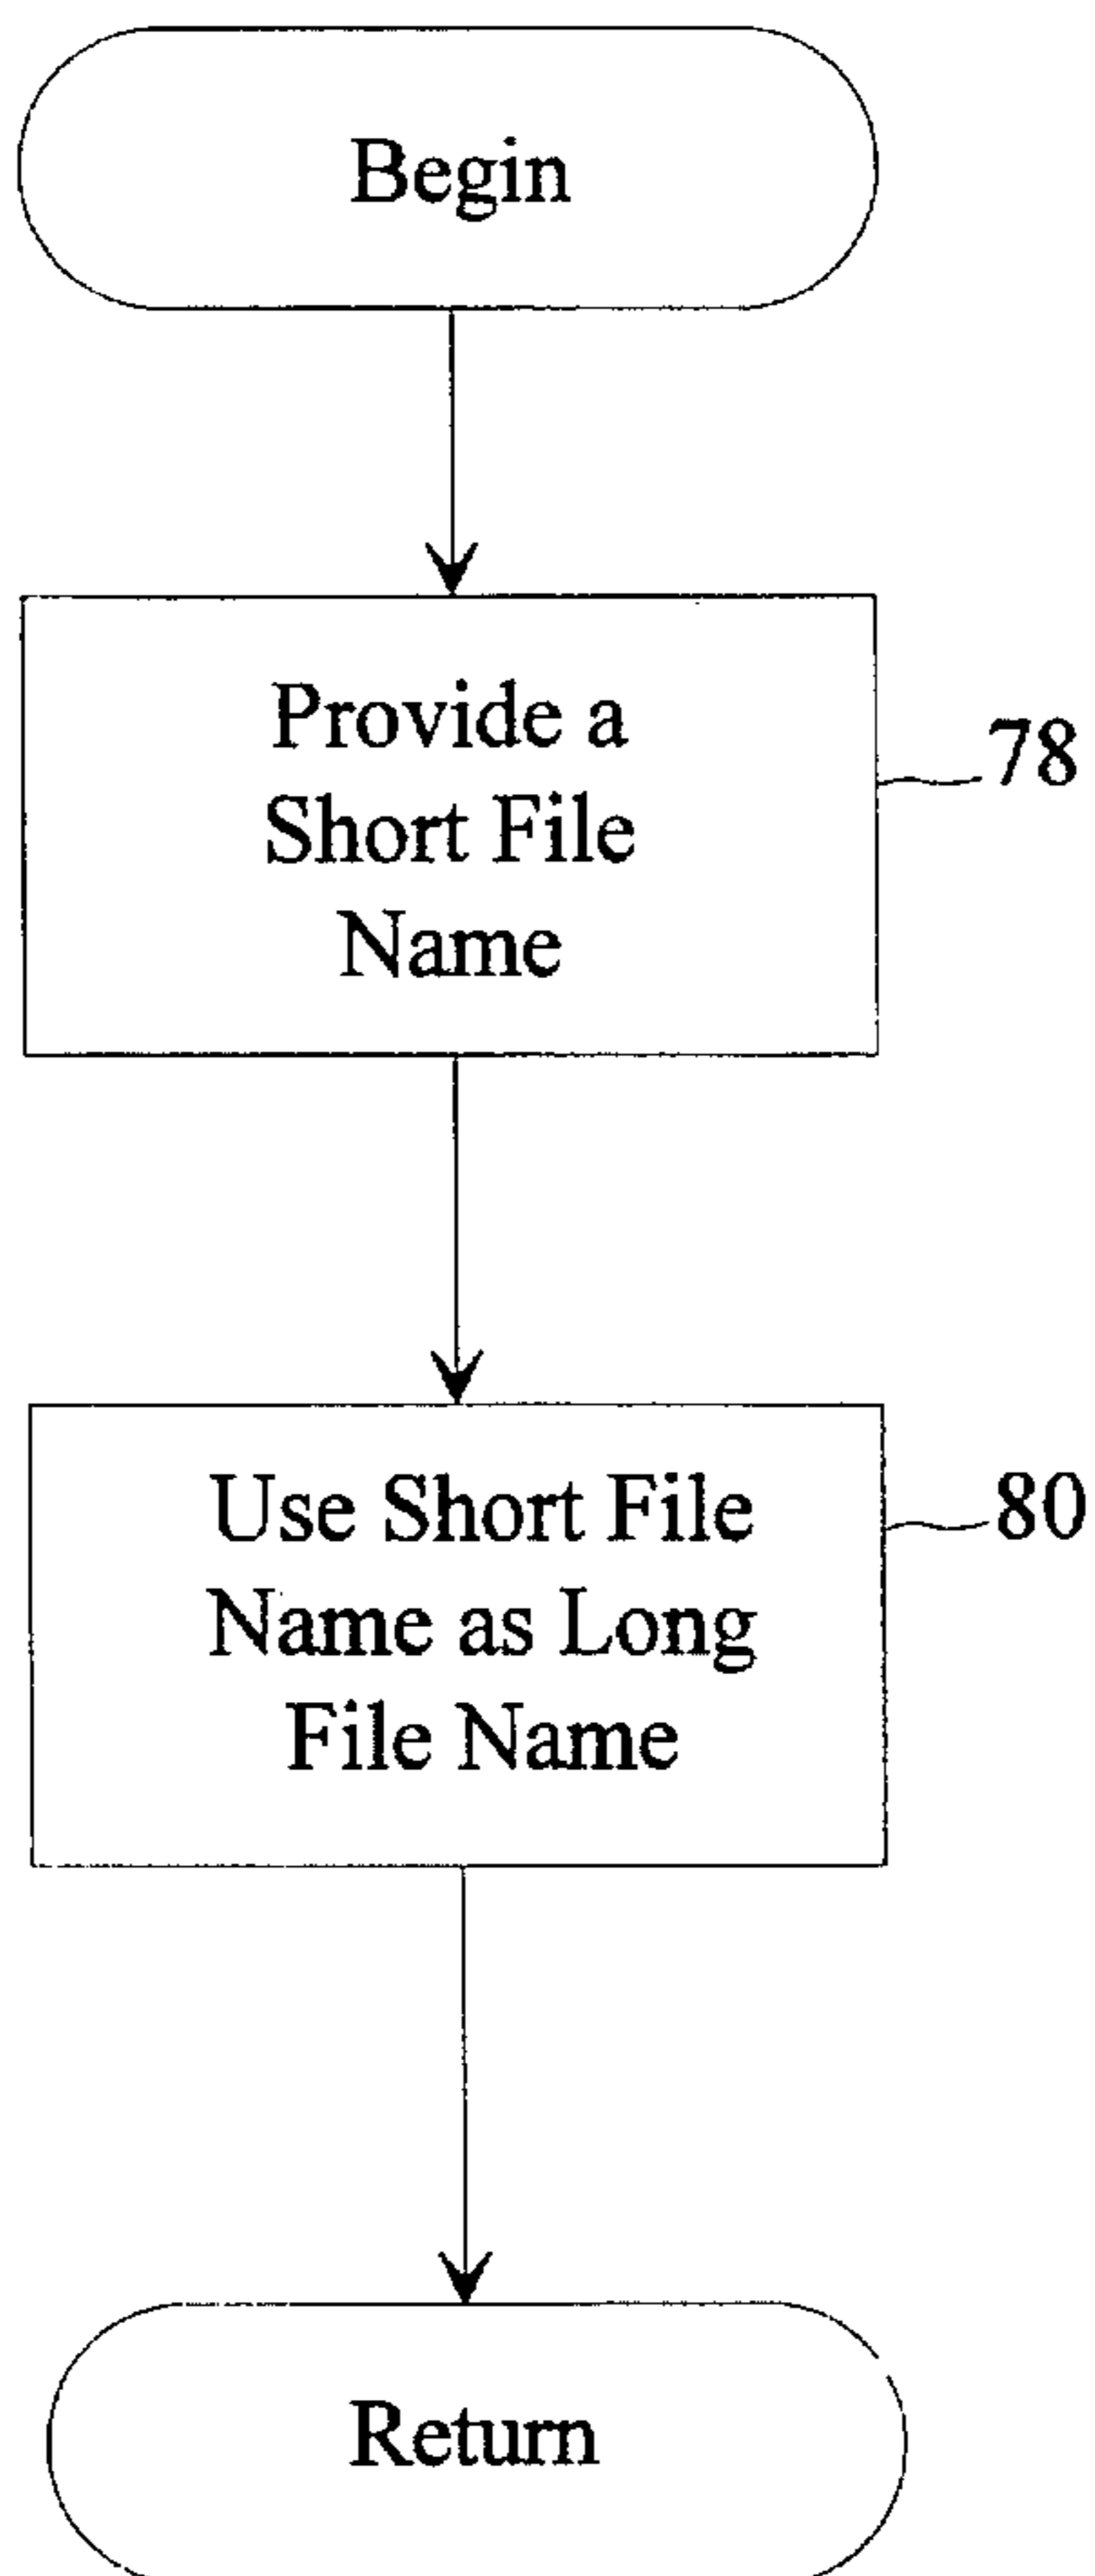 Begin
Provide a
Short File
Name
78
Use Short File
Name as Long
File Name
80
Return